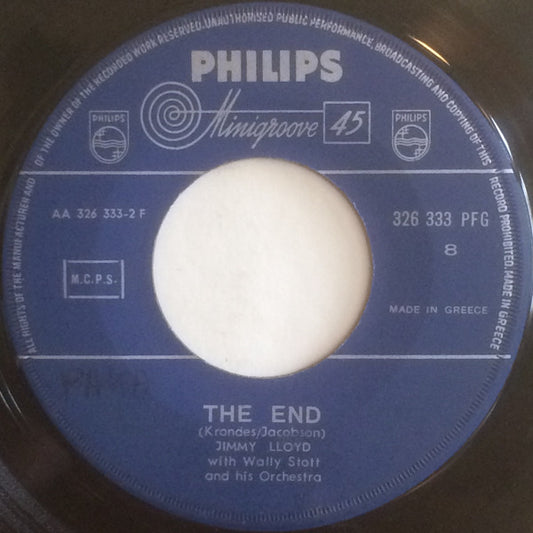 ALL RIGHTS OF THE MANUFACTURER AND OF THE OWNER OF THE RECORDED WORK RESERVED. UNAUTHORISED PUBLIC PERFORMANCE, BROADCASTING AND COPYING OF THIS RECORD PROHIBITED. MADE IN GREECE
PHILIPS
Minigroove 45
PHILIPS
PHILIPS
AA 326 333-2 F
326 333 PFG
8
M.C.P.S.
MADE IN GREECE
THE END
(Krondes/Jacobson)
JIMMY LLOYD
with Wally Stott
and his Orchestra